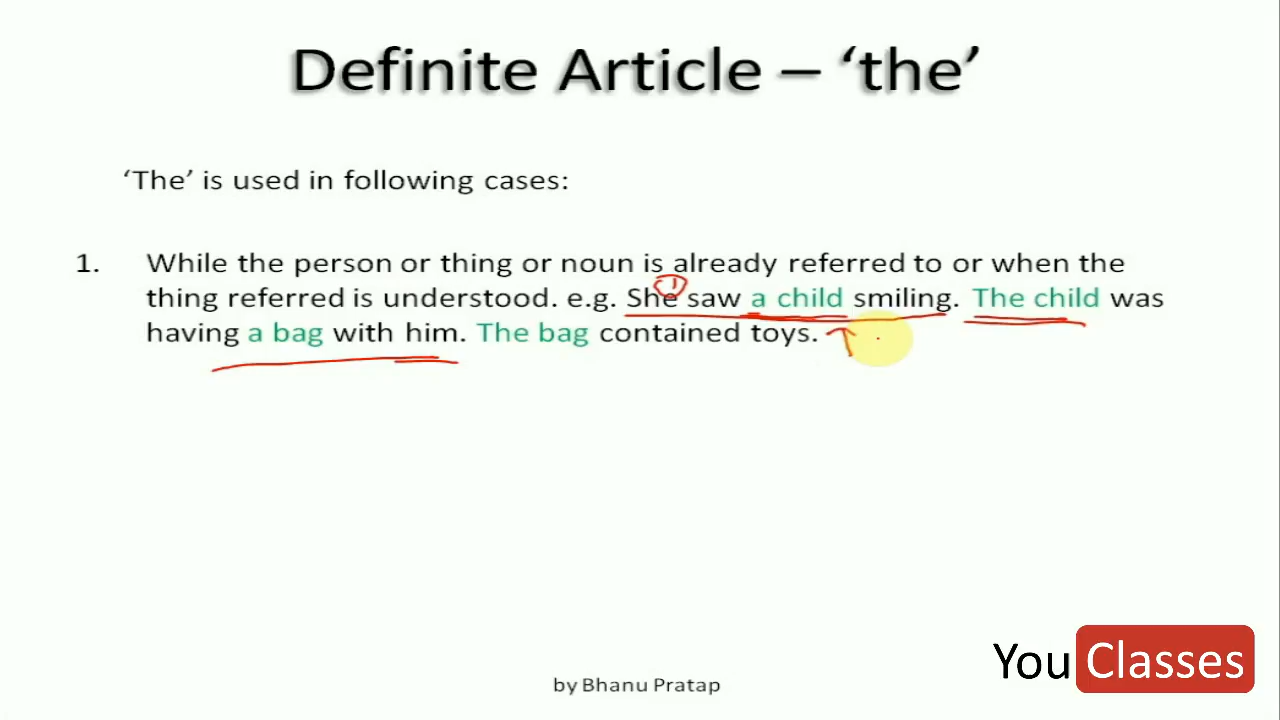 Definite Article – ‘the’
‘The’ is used in following cases:
1. While the person or thing or noun is already referred to or when the
thing referred is understood. e.g. She saw a child smiling. The child was
having a bag with him. The bag contained toys.
You Classes
by Bhanu Pratap